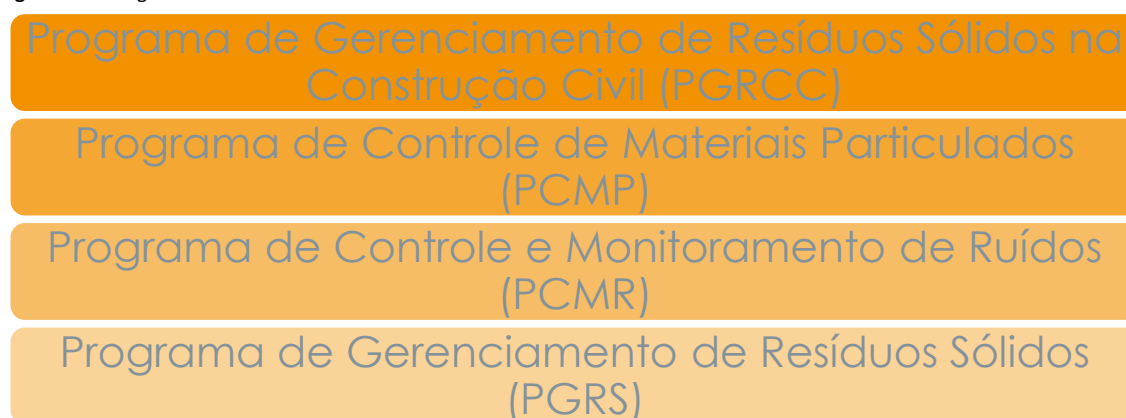 Programa de Gerenciamento de Resíduos Sólidos na
Construção Civil (PGRCC)
Programa de Controle de Materiais Particulados
(PCMP)
Programa de Controle e Monitoramento de Ruídos
(PCMR)
Programa de Gerenciamento de Resíduos Sólidos
(PGRS)